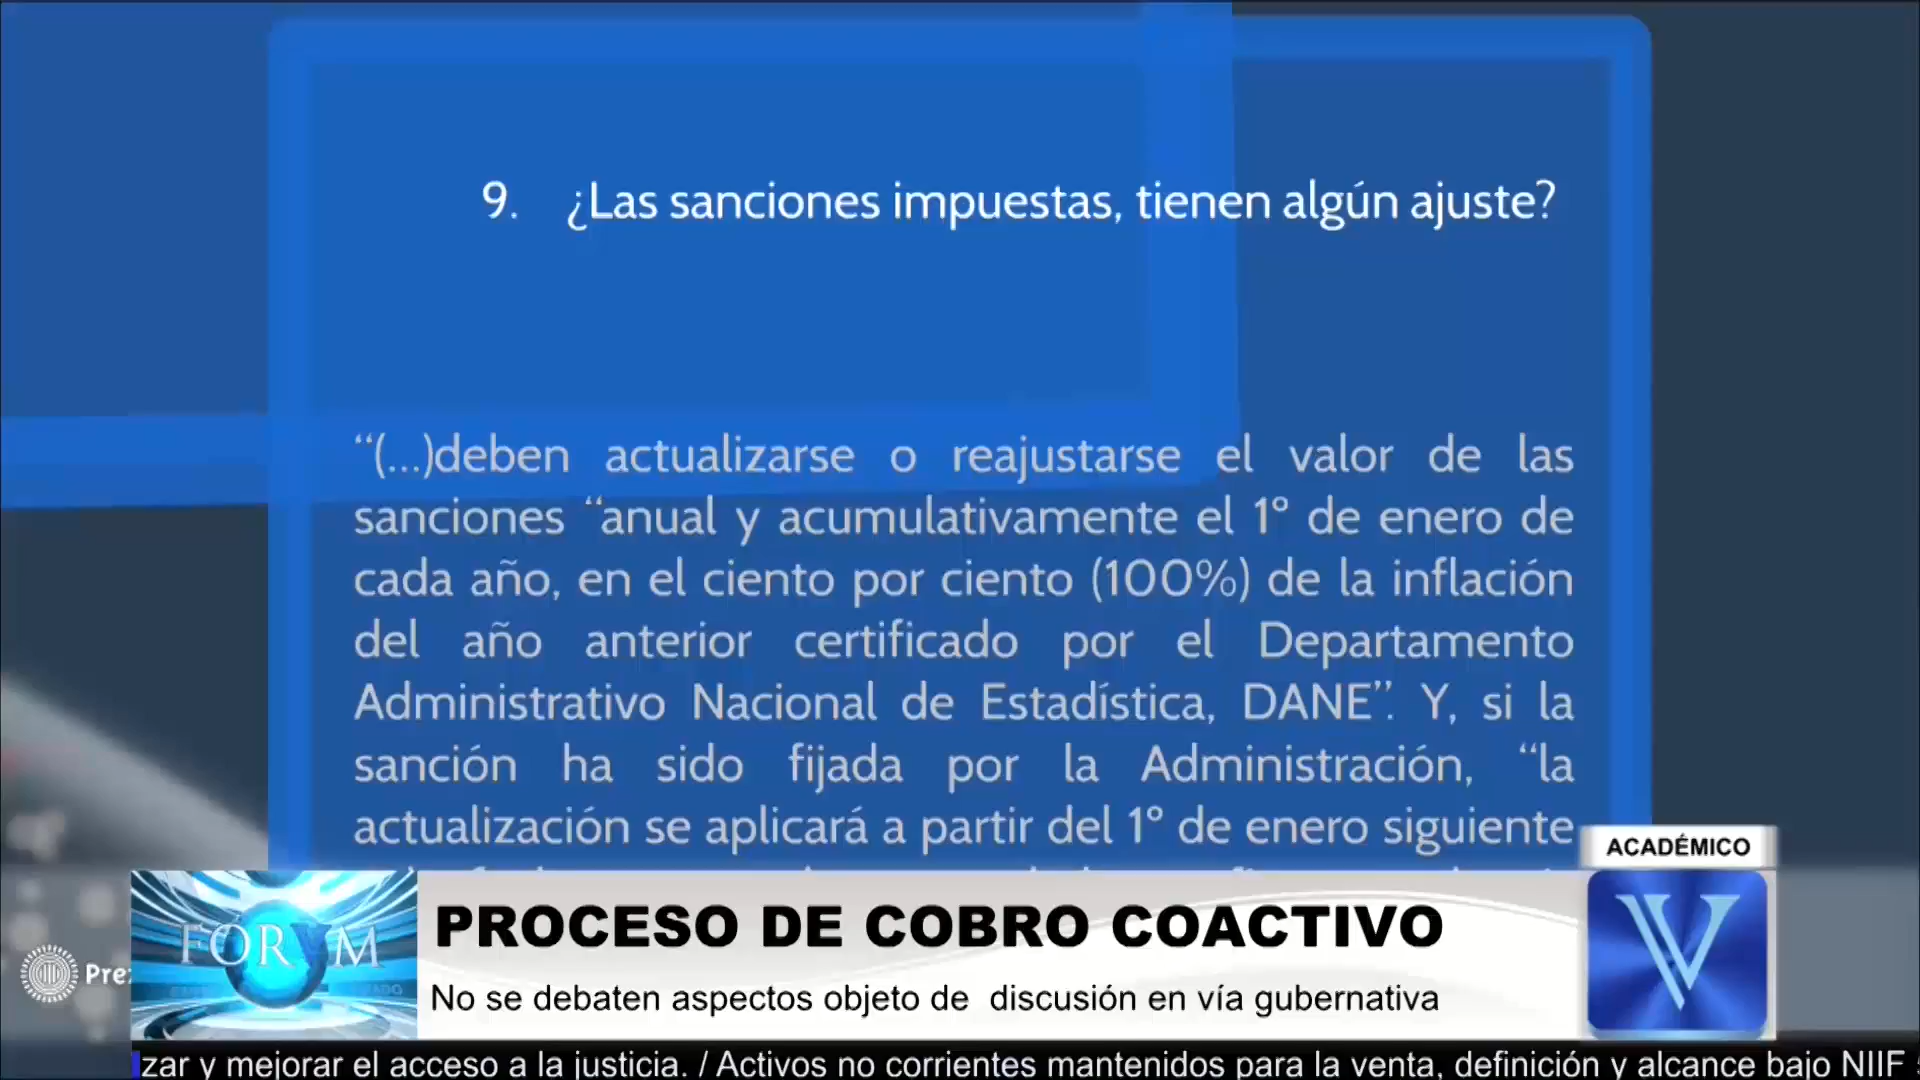 9. ¿Las sanciones impuestas, tienen algún ajuste?
“(...)deben actualizarse o reajustarse el valor de las
sanciones “anual y acumulativamente el 1º de enero de
cada año, en el ciento por ciento (100%) de la inflación
del año anterior certificado por el Departamento
Administrativo Nacional de Estadística, DANE”. Y, si la
sanción ha sido fijada por la Administración, “la
actualización se aplicará a partir del 1º de enero siguiente
ACADÉMICO
FORVM
PROCESO DE COBRO COACTIVO
No se debaten aspectos objeto de discusión en vía gubernativa
V
Prez
zar y mejorar el acceso a la justicia. / Activos no corrientes mantenidos para la venta, definición y alcance bajo NIIF